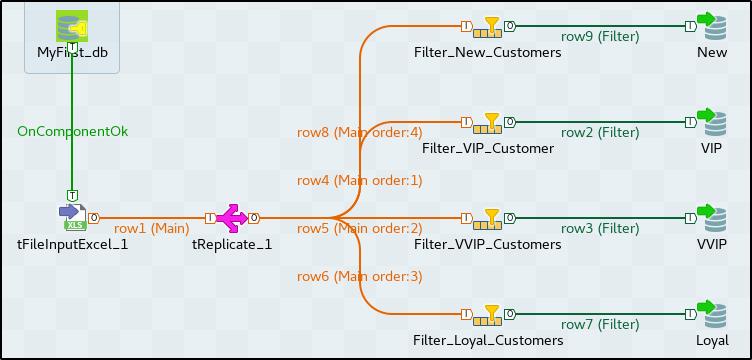 MyFirst_db
T
OnComponentOk
T
XLS
O
tFileInputExcel_1
row1 (Main)
I
O
tReplicate_1
row8 (Main order:4)
row4 (Main order:1)
row5 (Main order:2)
row6 (Main order:3)
I
O
Filter_New_Customers
row9 (Filter)
I
New
I
O
Filter_VIP_Customer
row2 (Filter)
I
VIP
I
O
Filter_VVIP_Customers
row3 (Filter)
I
VVIP
I
O
Filter_Loyal_Customers
row7 (Filter)
I
Loyal